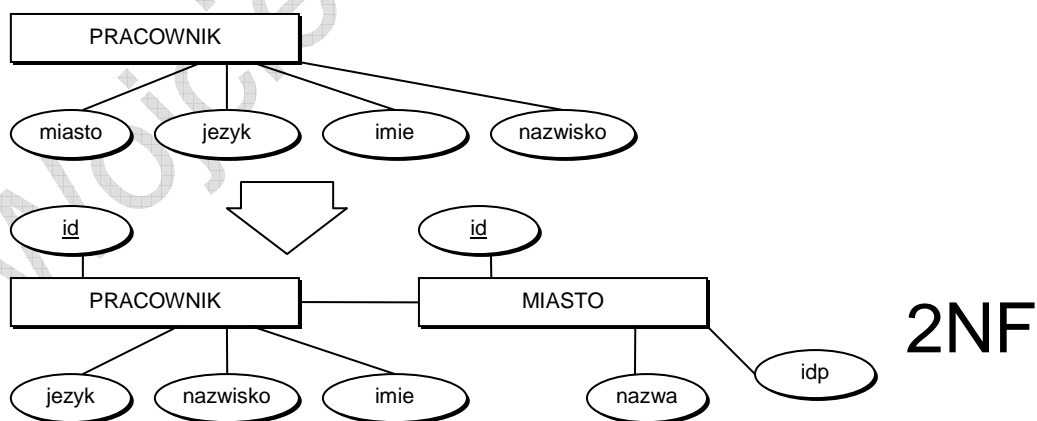 PRACOWNIK
miasto jezyk imie nazwisko
id id
PRACOWNIK MIASTO
2NF
idp
jezyk nazwisko imie nazwa